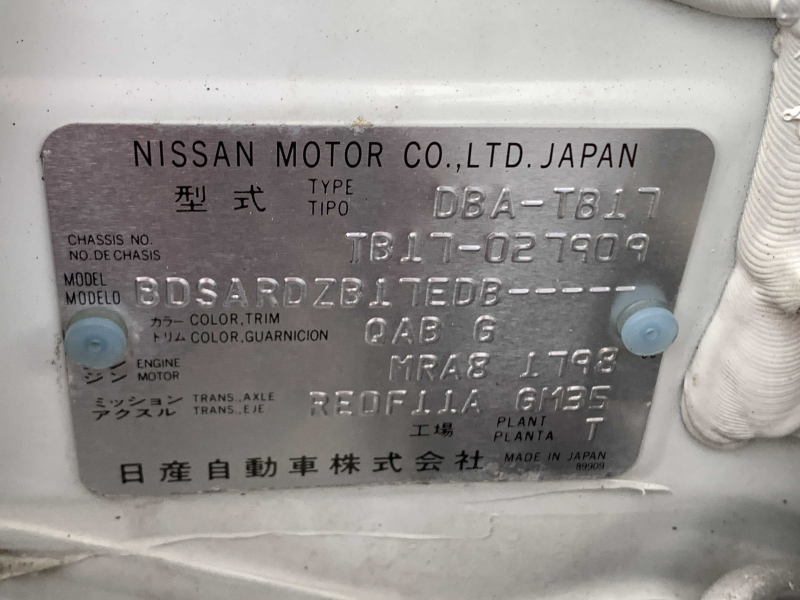 NISSAN MOTOR CO.,LTD. JAPAN
型式 TYPE TIPO DBA-TB17
CHASSIS NO. NO.DE CHASIS TB17-027909
MODEL MODELO BDSARDZB17EDB-----
カラー COLOR,TRIM トリム COLOR,GUARNICION QAB G
ジン ENGINE MOTOR MRA8 1798
ミッション TRANS.,AXLE アクスル TRANS.,EJE RE0F11A GM35
工場 PLANT PLANTA T
日産自動車株式会社 MADE IN JAPAN
89909